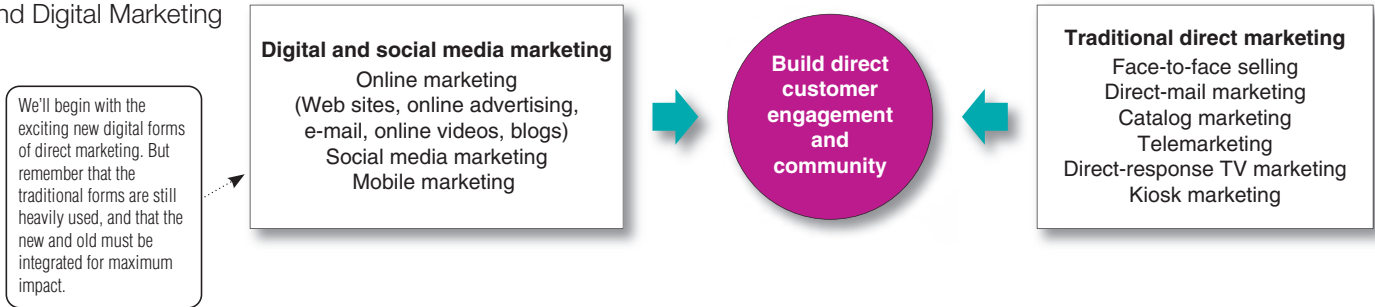 nd Digital Marketing
We'll begin with the
exciting new digital forms
of direct marketing. But
remember that the
traditional forms are still
heavily used, and that the
new and old must be
integrated for maximum
impact.
Digital and social media marketing
Online marketing
(Web sites, online advertising,
e-mail, online videos, blogs)
Social media marketing
Mobile marketing
Build direct
customer
engagement
and
community
Traditional direct marketing
Face-to-face selling
Direct-mail marketing
Catalog marketing
Telemarketing
Direct-response TV marketing
Kiosk marketing